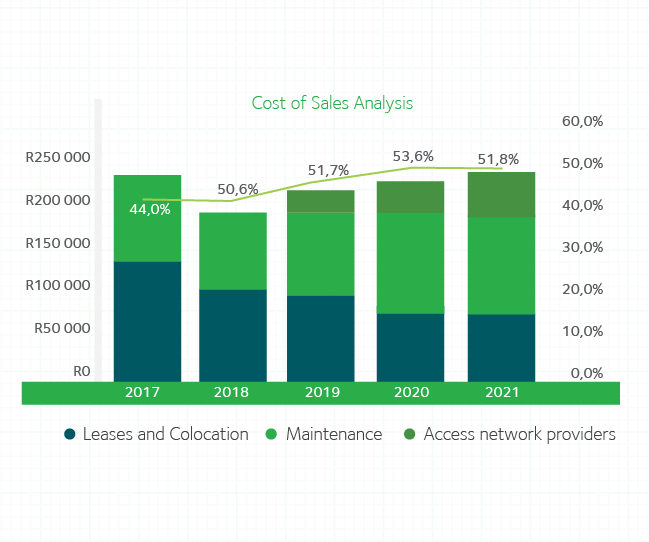 Cost of Sales Analysis
60,0%
R250 000
50,0%
R200 000
40,0%
R150 000
30,0%
R100 000
20,0%
R50 000
10,0%
R0
0,0%
44,0%
50,6%
51,7%
53,6%
51,8%
2017 2018 2019 2020 2021
Leases and Colocation Maintenance Access network providers